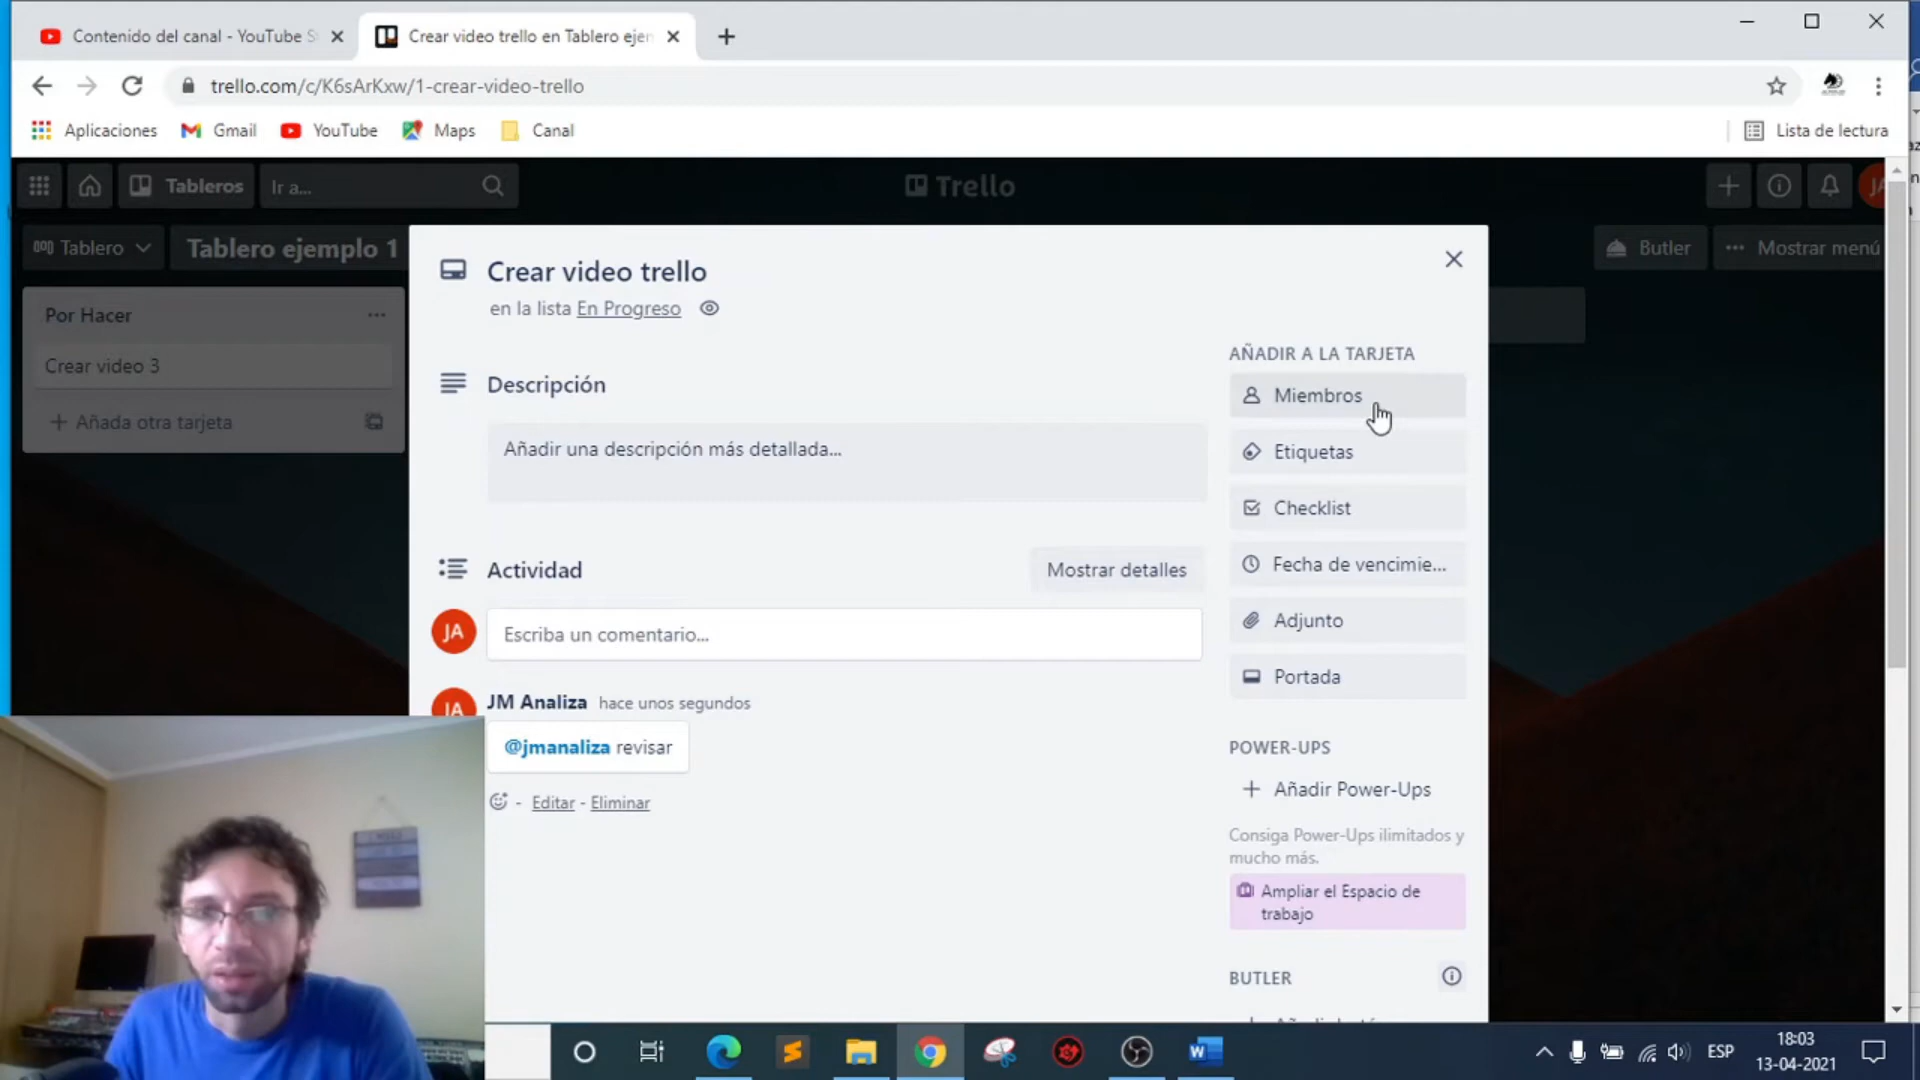 Contenido del canal - YouTube S
Crear video trello en Tablero ejen
trello.com/c/K6sArKxw/1-crear-video-trello
Aplicaciones
Gmail
YouTube
Maps
Canal
Lista de lectura
Tableros
Ir a...
Trello
JA
Tablero
Tablero ejemplo 1
Butler
Mostrar menú
Por Hacer
Crear video 3
Añada otra tarjeta
Crear video trello
en la lista En Progreso
Descripción
Añadir una descripción más detallada...
Actividad
Mostrar detalles
JA
Escriba un comentario...
JA
JM Analiza hace unos segundos
@jmanaliza revisar
- Editar - Eliminar
AÑADIR A LA TARJETA
Miembros
Etiquetas
Checklist
Fecha de vencimie...
Adjunto
Portada
POWER-UPS
Añadir Power-Ups
Consiga Power-Ups ilimitados y
mucho más.
Ampliar el Espacio de
trabajo
BUTLER
ESP
18:03
13-04-2021